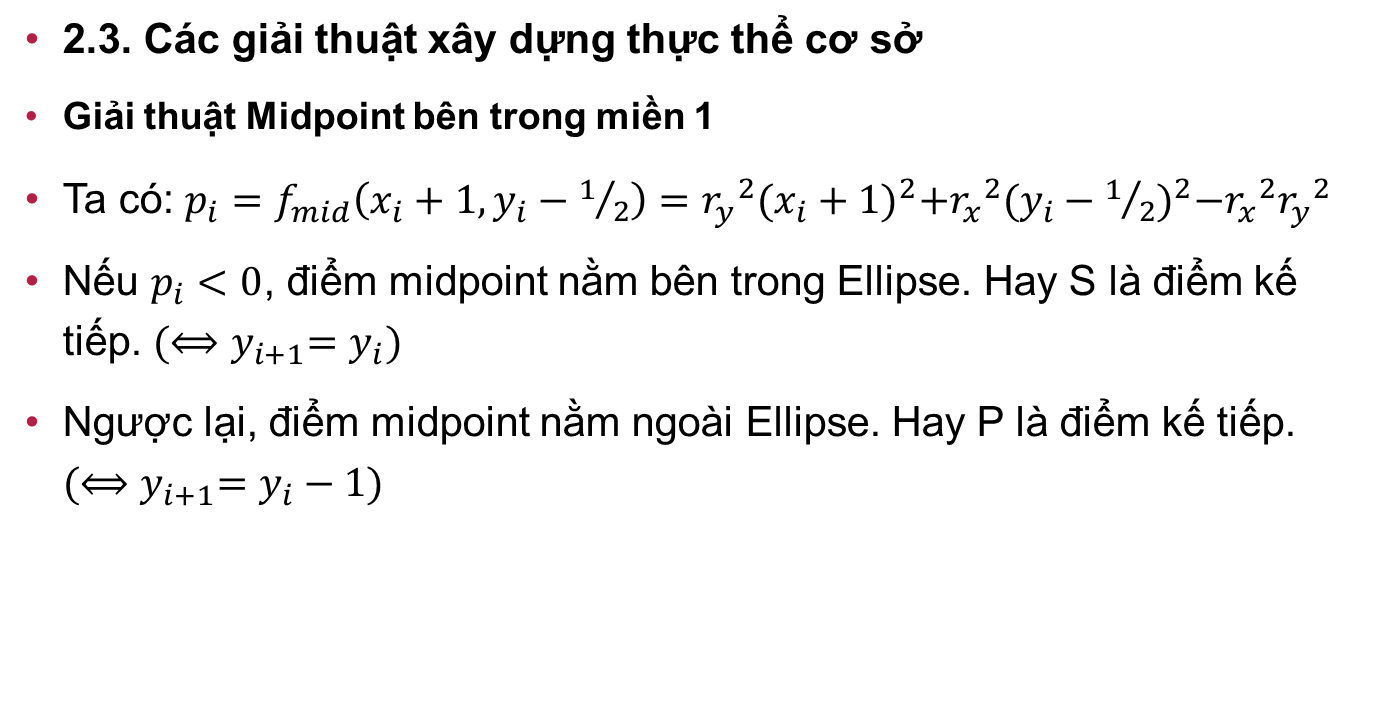 • 2.3. Các giải thuật xây dựng thực thể cơ sở
• Giải thuật Midpoint bên trong miền 1
• Ta có: 𝑝ᵢ = 𝑓ₘᵢ𝑑(𝑥ᵢ + 1, 𝑦ᵢ − 1/2) = 𝑟_y²(𝑥ᵢ + 1)²+𝑟ₓ²(𝑦ᵢ − 1/2)²−𝑟ₓ²𝑟_y²
• Nếu 𝑝ᵢ < 0, điểm midpoint nằm bên trong Ellipse. Hay S là điểm kế
tiếp. (⟺ 𝑦ᵢ₊₁= 𝑦ᵢ)
• Ngược lại, điểm midpoint nằm ngoài Ellipse. Hay P là điểm kế tiếp.
(⟺ 𝑦ᵢ₊₁= 𝑦ᵢ − 1)